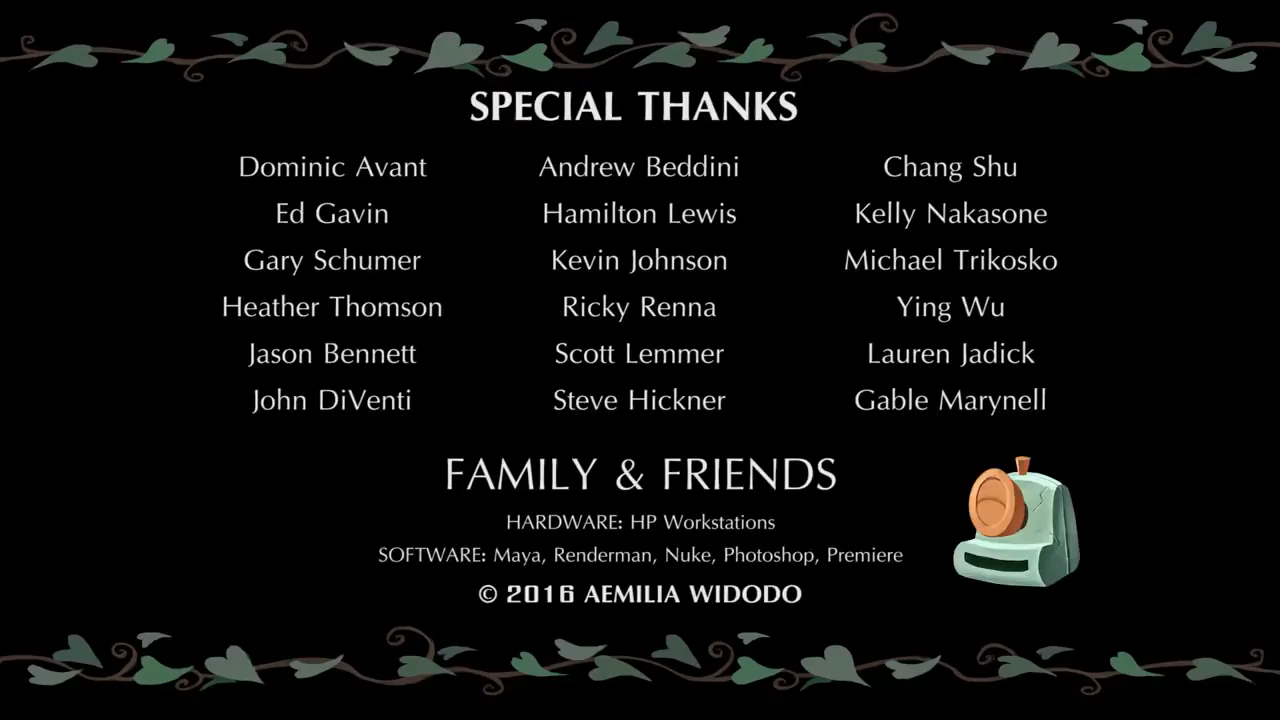 SPECIAL THANKS
Dominic Avant Andrew Beddini Chang Shu
Ed Gavin Hamilton Lewis Kelly Nakasone
Gary Schumer Kevin Johnson Michael Trikosko
Heather Thomson Ricky Renna Ying Wu
Jason Bennett Scott Lemmer Lauren Jadick
John DiVenti Steve Hickner Gable Marynell
FAMILY & FRIENDS
HARDWARE: HP Workstations
SOFTWARE: Maya, Renderman, Nuke, Photoshop, Premiere
© 2016 AEMILIA WIDODO